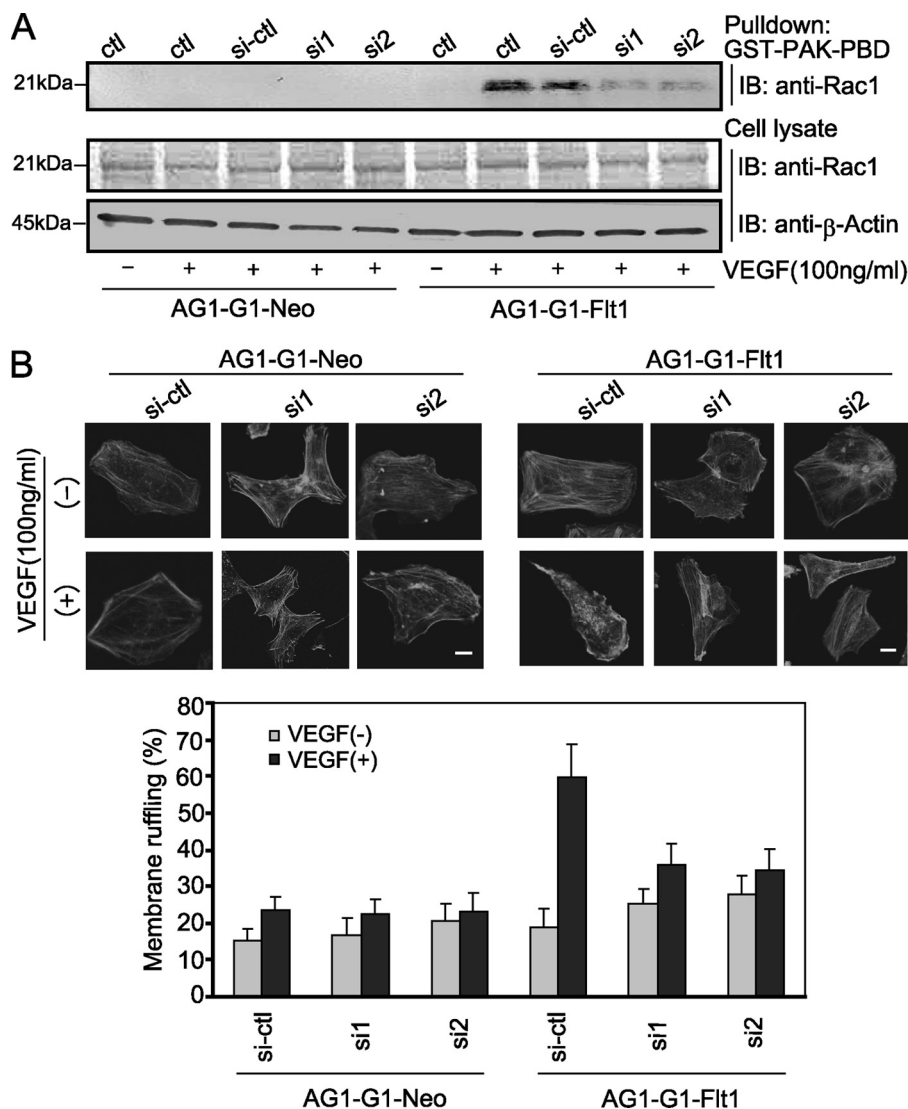 A
ctl ctl si-ctl si1 si2 ctl ctl si-ctl si1 si2
Pulldown:
GST-PAK-PBD
21kDa
IB: anti-Rac1
Cell lysate
21kDa
IB: anti-Rac1
45kDa
IB: anti-β-Actin
− + + + + − + + + +
VEGF(100ng/ml)
AG1-G1-Neo AG1-G1-Flt1
B
AG1-G1-Neo AG1-G1-Flt1
si-ctl si1 si2 si-ctl si1 si2
VEGF(100ng/ml)
(−)
(+)
Membrane ruffling (%)
80
70
60
50
40
30
20
10
0
VEGF(-)
VEGF(+)
si-ctl si1 si2 si-ctl si1 si2
AG1-G1-Neo AG1-G1-Flt1